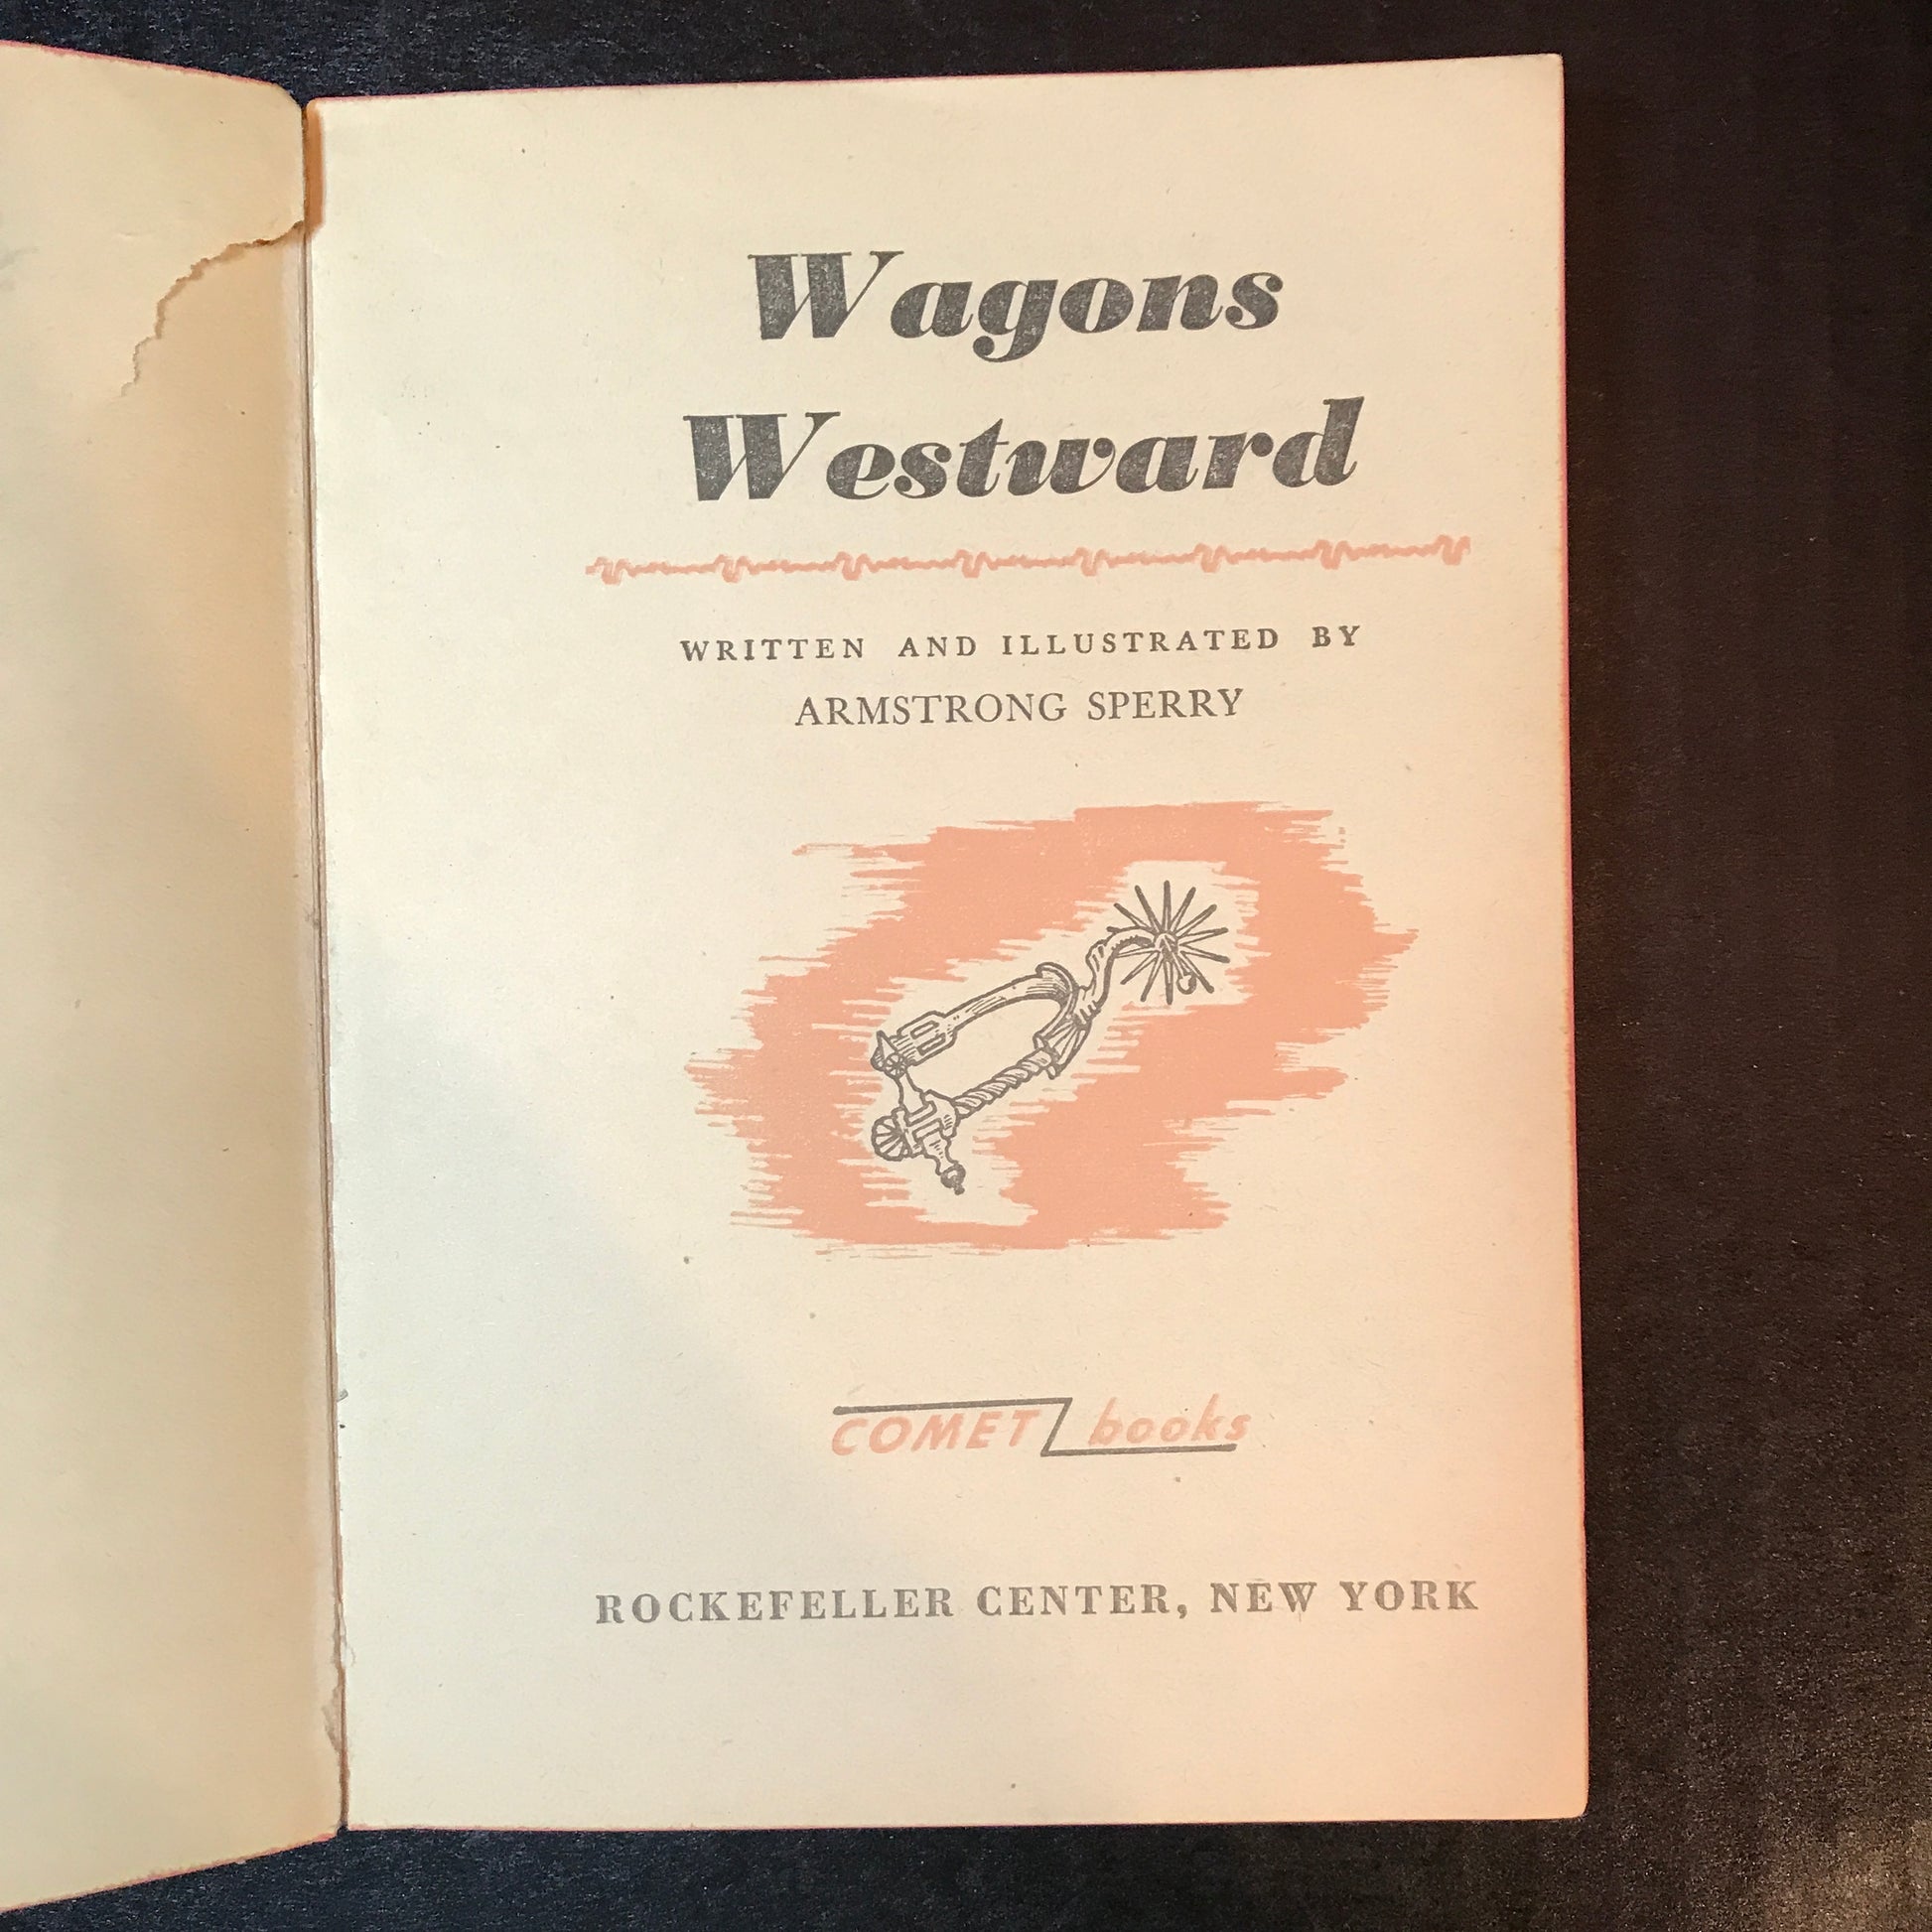 Wagons
Westward
WRITTEN AND ILLUSTRATED BY
ARMSTRONG SPERRY
COMET books
ROCKEFELLER CENTER, NEW YORK